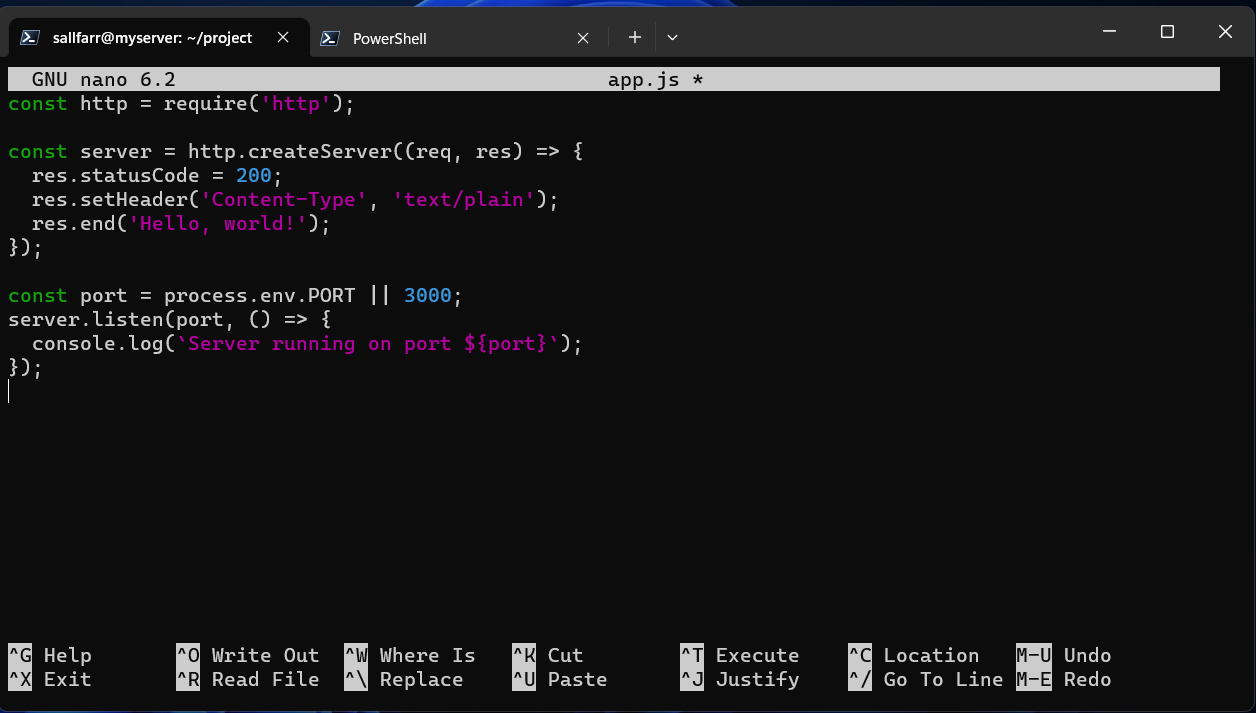 sallfarr@myserver: ~/project PowerShell
GNU nano 6.2 app.js *
const http = require('http');
const server = http.createServer((req, res) => {
  res.statusCode = 200;
  res.setHeader('Content-Type', 'text/plain');
  res.end('Hello, world!');
});
const port = process.env.PORT || 3000;
server.listen(port, () => {
  console.log(`Server running on port ${port}`);
});
^G Help ^O Write Out ^W Where Is ^K Cut ^T Execute ^C Location M-U Undo
^X Exit ^R Read File ^\ Replace ^U Paste ^J Justify ^/ Go To Line M-E Redo